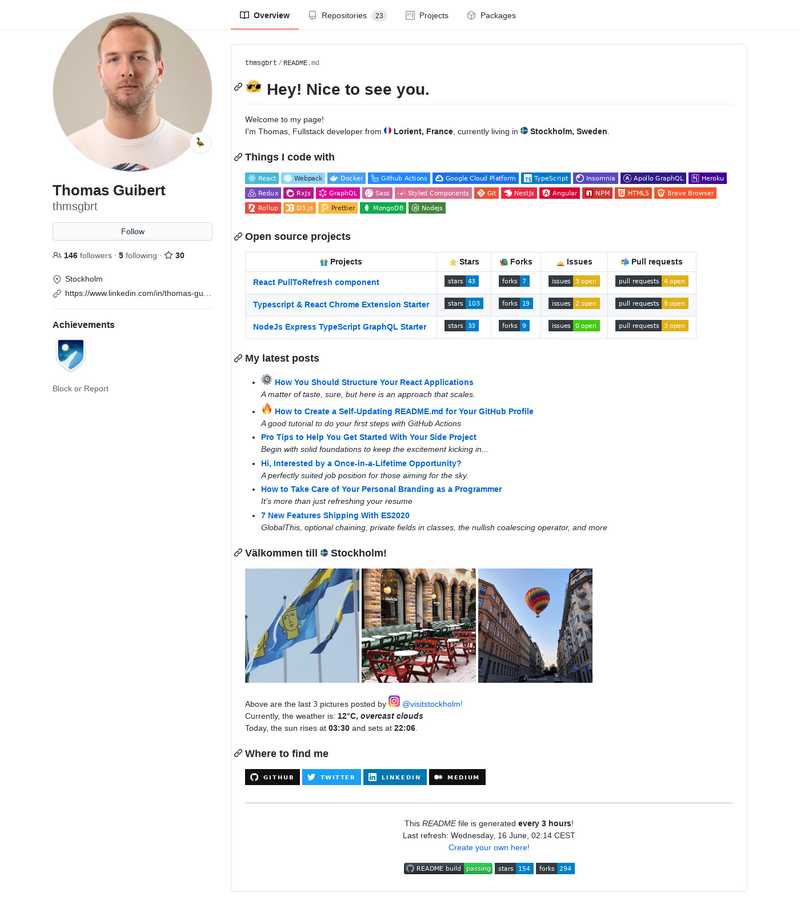 Overview
Repositories 23
Projects
Packages
Thomas Guibert
thmsgbrt
Follow
146 followers · 5 following · 30
Stockholm
https://www.linkedin.com/in/thomas-gu…
Achievements
Block or Report
thmsgbrt / README.md
Hey! Nice to see you.
Welcome to my page!
I'm Thomas, Fullstack developer from Lorient, France, currently living in Stockholm, Sweden.
Things I code with
React Webpack Docker Github Actions Google Cloud Platform TypeScript Insomnia Apollo GraphQL Heroku
Redux RxJs GraphQL Sass Styled Components Git NestJs Angular NPM HTML5 Brave Browser
Rollup D3.js Prettier MongoDB Nodejs
Open source projects
Projects Stars Forks Issues Pull requests
React PullToRefresh component stars 43 forks 7 issues 3 open pull requests 4 open
Typescript & React Chrome Extension Starter stars 103 forks 19 issues 2 open pull requests
NodeJs Express TypeScript GraphQL Starter stars 33 forks 9 issues 0 open pull requests 3 open
My latest posts
How You Should Structure Your React Applications
A matter of taste, sure, but here is an approach that scales.
How to Create a Self-Updating README.md for Your GitHub Profile
A good tutorial to do your first steps with GitHub Actions
Pro Tips to Help You Get Started With Your Side Project
Begin with solid foundations to keep the excitement kicking in...
Hi, Interested by a Once-in-a-Lifetime Opportunity?
A perfectly suited job position for those aiming for the sky.
How to Take Care of Your Personal Branding as a Programmer
It's more than just refreshing your resume
7 New Features Shipping With ES2020
GlobalThis, optional chaining, private fields in classes, the nullish coalescing operator, and more
Välkommen till Stockholm!
Above are the last 3 pictures posted by @visitstockholm!
Currently, the weather is: 12°C, overcast clouds
Today, the sun rises at 03:30 and sets at 22:06.
Where to find me
GITHUB TWITTER LINKEDIN MEDIUM
This README file is generated every 3 hours!
Last refresh: Wednesday, 16 June, 02:14 CEST
Create your own here!
README build passing stars 154 forks 294